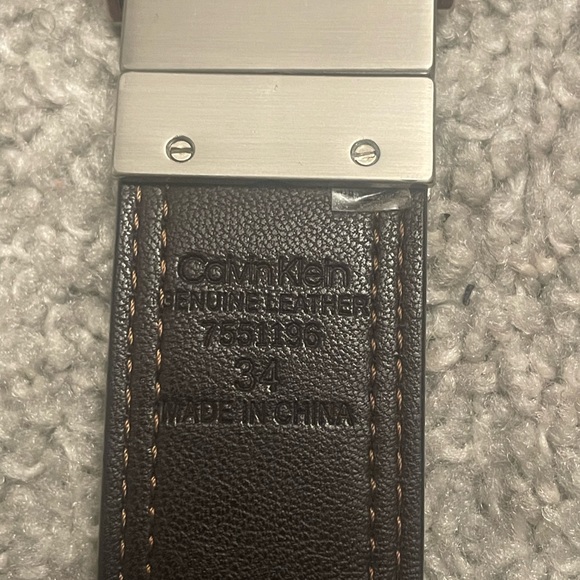 Calvin Klein
GENUINE LEATHER
7551196
34
MADE IN CHINA